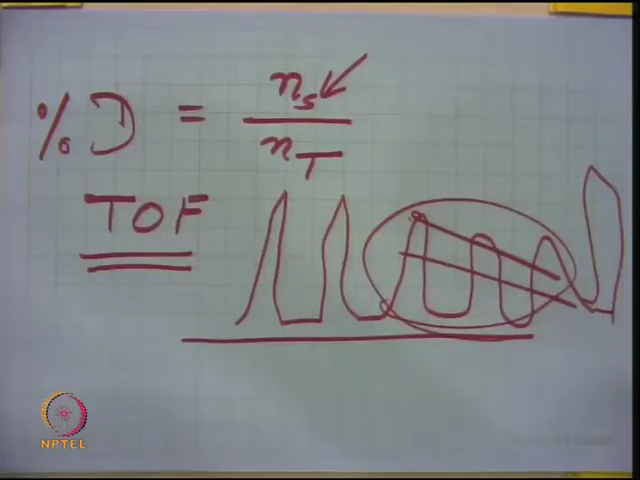 %D = n_s / n_T
TOF
NPTEL